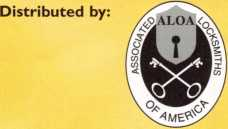 Distributed by:
ALOA
ASSOCIATED LOCKSMITHS
OF AMERICA